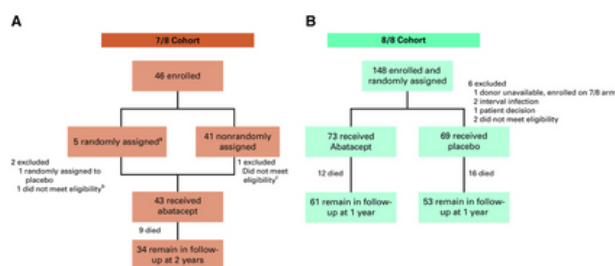 A
7/8 Cohort
46 enrolled
5 randomly assignedᵃ
41 nonrandomly
assigned
2 excluded
1 randomly assigned to
placebo
1 did not meet eligibilityᵇ
1 excluded
Did not meet
eligibilityᶜ
43 received
abatacept
9 died
34 remain in follow-
up at 2 years
B
8/8 Cohort
148 enrolled and
randomly assigned
6 excluded
1 donor unavailable, enrolled on 7/8 arm
2 interval infection
1 patient decision
2 did not meet eligibility
73 received
Abatacept
69 received
placebo
12 died
16 died
61 remain in follow-up
at 1 year
53 remain in follow-
up at 1 year